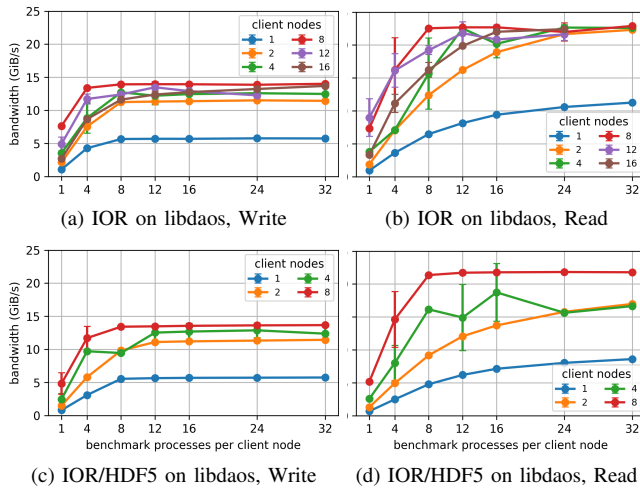 client nodes
1 8
2 12
4 16
25
20
15
10
5
0
bandwidth (GiB/s)
1 4 8 12 16 24 32
(a) IOR on libdaos, Write
client nodes
1 8
2 12
4 16
1 4 8 12 16 24 32
(b) IOR on libdaos, Read
client nodes
1 4
2 8
25
20
15
10
5
0
bandwidth (GiB/s)
1 4 8 12 16 24 32
benchmark processes per client node
(c) IOR/HDF5 on libdaos, Write
client nodes
1 4
2 8
1 4 8 12 16 24 32
benchmark processes per client node
(d) IOR/HDF5 on libdaos, Read